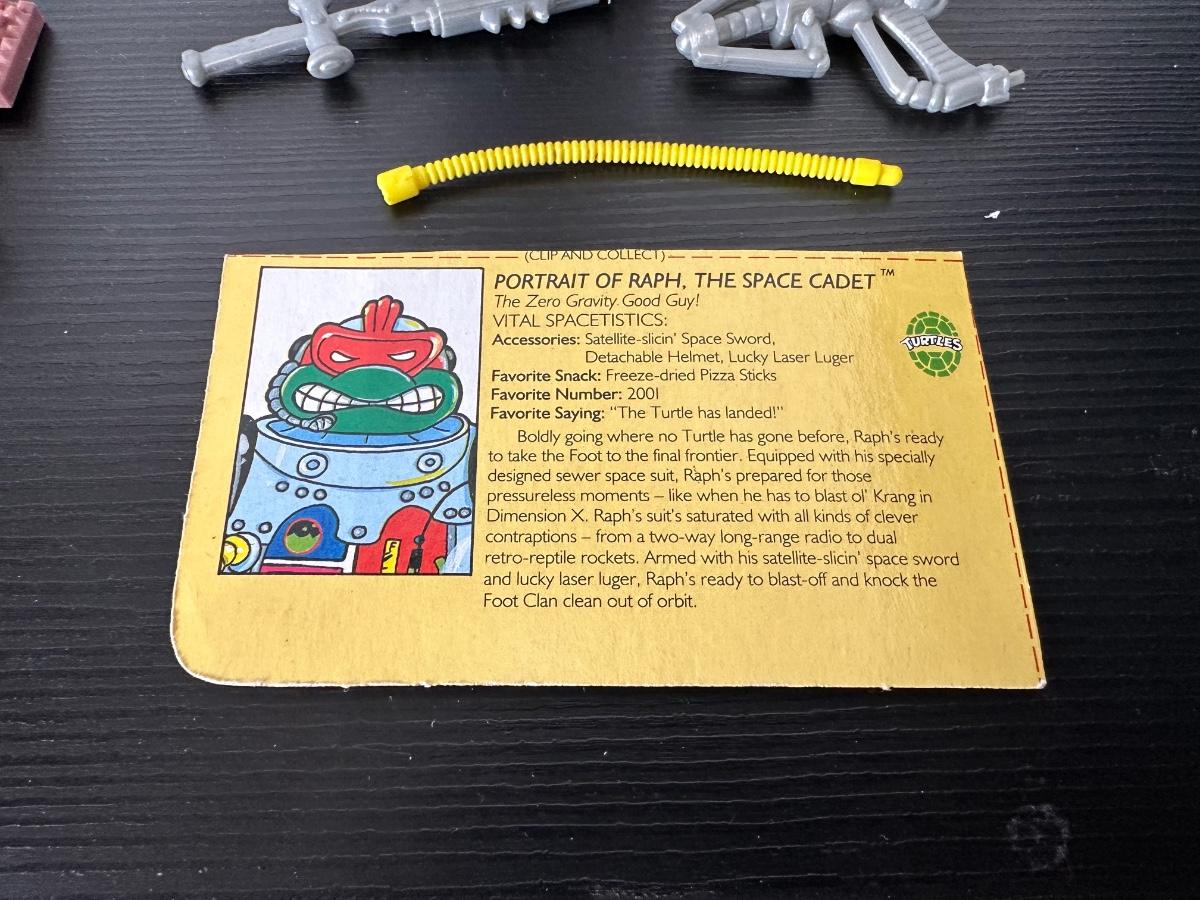 (CLIP AND COLLECT)
PORTRAIT OF RAPH, THE SPACE CADET™
The Zero Gravity Good Guy!
VITAL SPACETISTICS:
Accessories: Satellite-slicin' Space Sword,
Detachable Helmet, Lucky Laser Luger
Favorite Snack: Freeze-dried Pizza Sticks
Favorite Number: 2001
Favorite Saying: “The Turtle has landed!”
TURTLES
Boldly going where no Turtle has gone before, Raph's ready
to take the Foot to the final frontier. Equipped with his specially
designed sewer space suit, Raph's prepared for those
pressureless moments – like when he has to blast ol' Krang in
Dimension X. Raph's suit's saturated with all kinds of clever
contraptions – from a two-way long-range radio to dual
retro-reptile rockets. Armed with his satellite-slicin' space sword
and lucky laser luger, Raph's ready to blast-off and knock the
Foot Clan clean out of orbit.